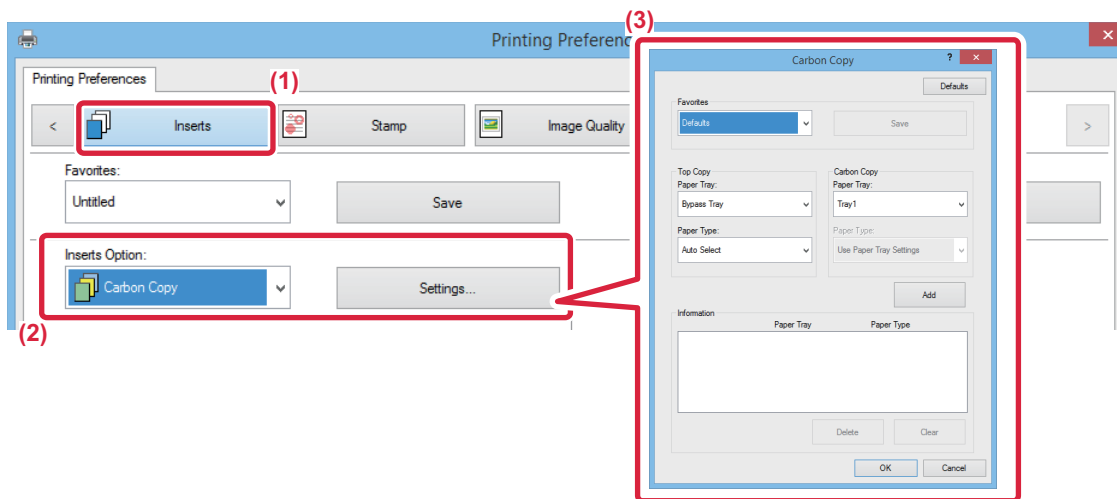 (3)
Printing Preferenc
Printing Preferences
(1)
<
Inserts
Stamp
Image Quality
>
Favorites:
Untitled
Save
Inserts Option:
Carbon Copy
Settings...
(2)
Carbon Copy
?
×
Defaults
Favorites
Defaults
Save
Top Copy
Carbon Copy
Paper Tray:
Paper Tray:
Bypass Tray
Tray1
Paper Type:
Paper Type:
Auto Select
Use Paper Tray Settings
Add
Information
Paper Tray Paper Type
Delete
Clear
OK
Cancel
×